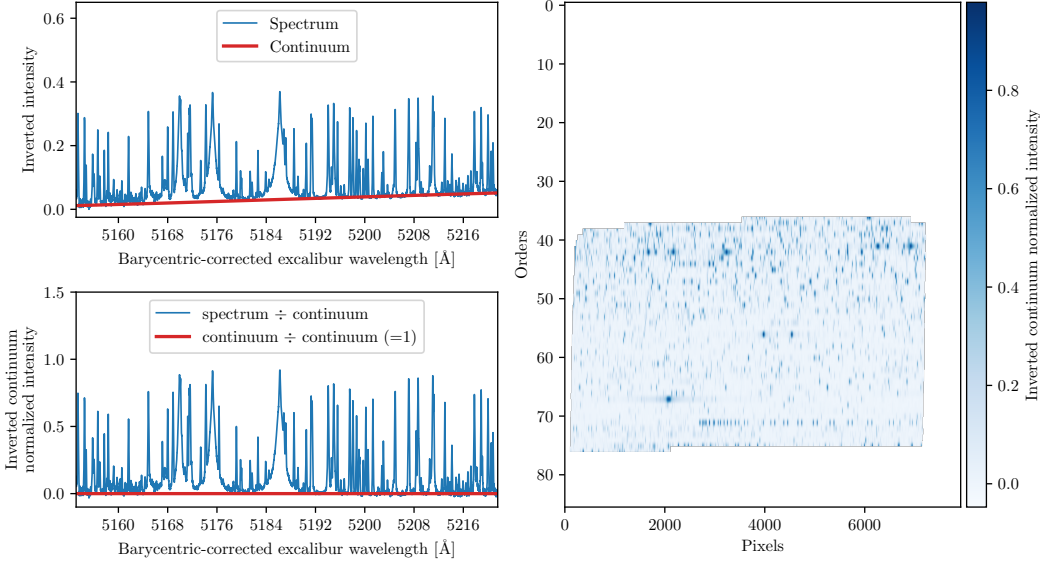 0.6
0.4
0.2
0.0
Inverted intensity
Spectrum
Continuum
5160 5168 5176 5184 5192 5200 5208 5216
Barycentric-corrected excalibur wavelength [Å]
1.5
1.0
0.5
0.0
Inverted continuum
normalized intensity
spectrum ÷ continuum
continuum ÷ continuum (=1)
5160 5168 5176 5184 5192 5200 5208 5216
Barycentric-corrected excalibur wavelength [Å]
0
10
20
30
40
50
60
70
80
Orders
0 2000 4000 6000
Pixels
0.8
0.6
0.4
0.2
0.0
Inverted continuum normalized intensity